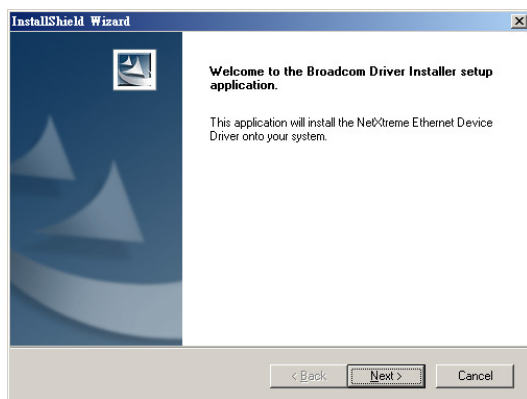 InstallShield Wizard
Welcome to the Broadcom Driver Installer setup
application.
This application will install the NetXtreme Ethernet Device
Driver onto your system.
< Back
Next >
Cancel